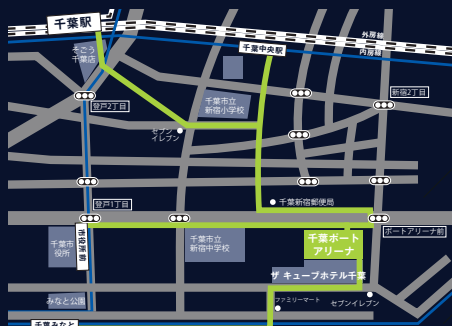 千葉駅
外房線
内房線
千葉中央駅
そごう
千葉店
新宿2丁目
登戸2丁目
千葉市立
新宿小学校
セブン
イレブン
登戸1丁目
千葉新宿郵便局
ポートアリーナ前
市役所前
千葉市
役所
千葉市立
新宿中学校
千葉ポート
アリーナ
ザ キューブホテル千葉
みなと公園
ファミリーマート
セブンイレブン
千葉みなと